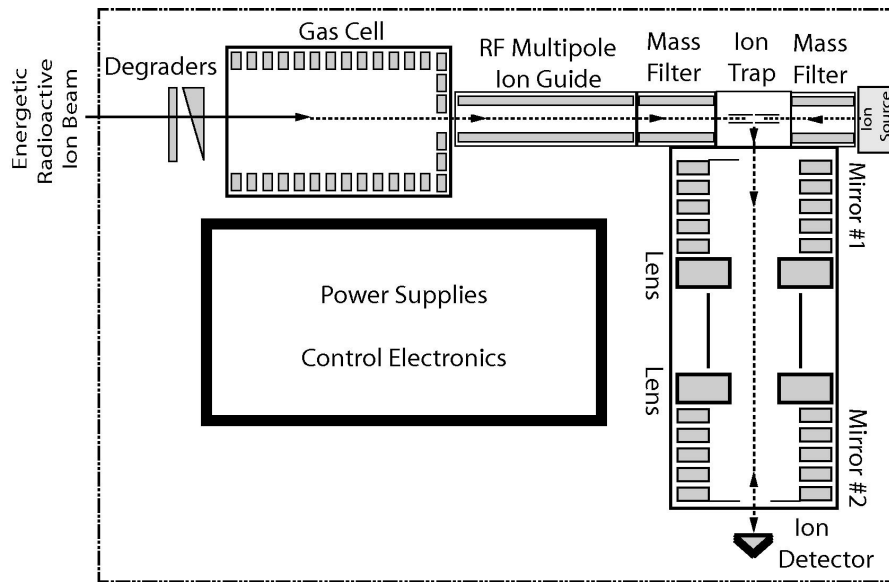 Gas Cell
Degraders
RF Multipole
Ion Guide
Mass
Filter
Ion
Trap
Mass
Filter
Ion
Source
Energetic
Radioactive
Ion Beam
Mirror #1
Lens
Power Supplies
Control Electronics
Lens
Mirror #2
Ion
Detector